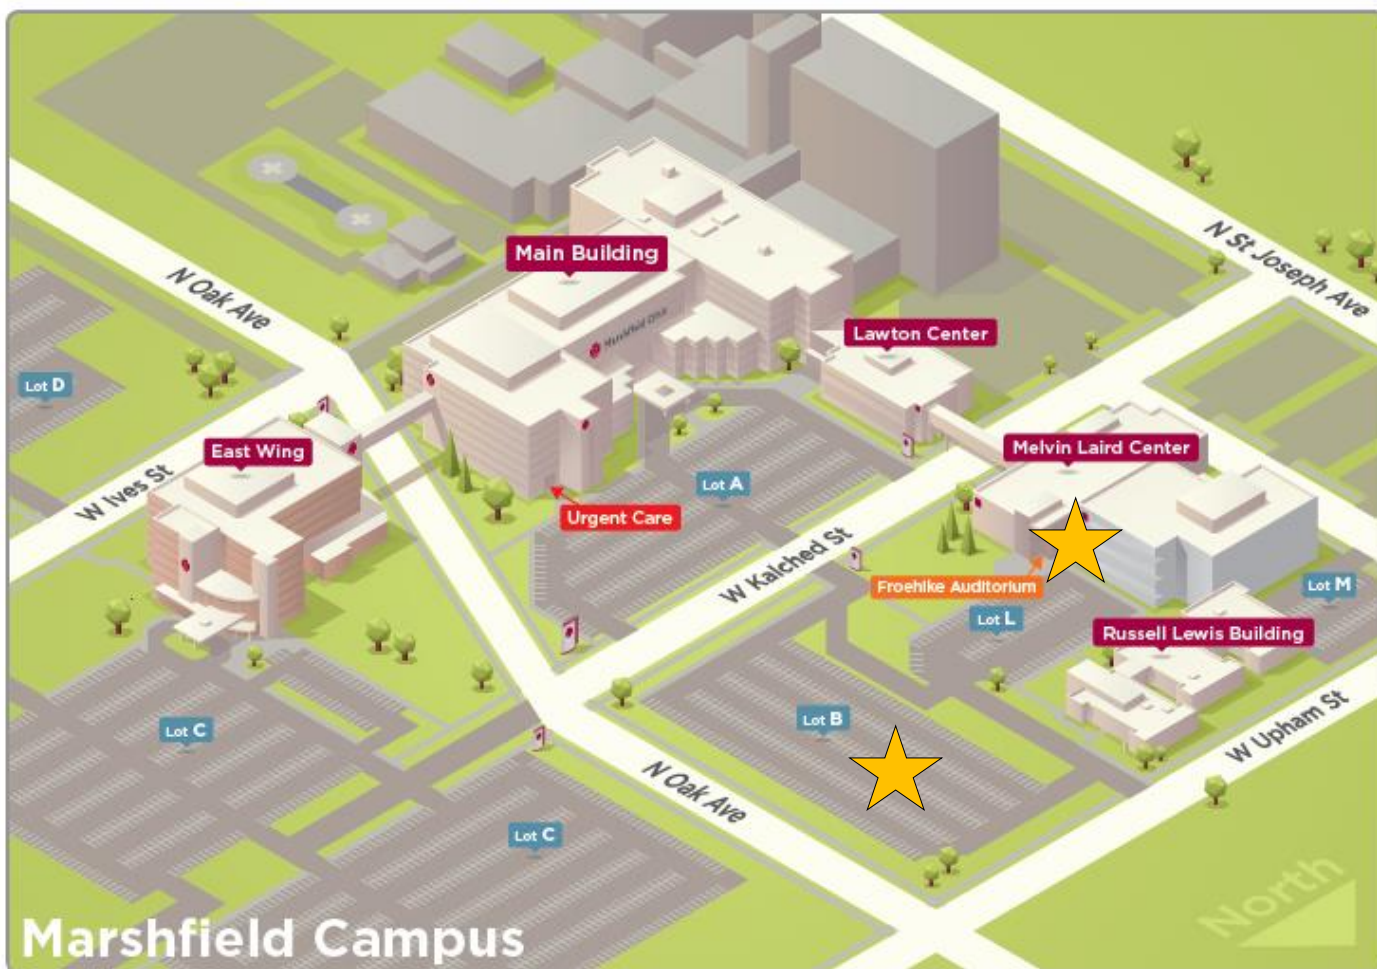 N St Joseph Ave
Main Building
N Oak Ave
Marshfield Clinic
Lawton Center
Lot D
East Wing
Melvin Laird Center
W Ives St
Lot A
Urgent Care
W Kalched St
Froehlke Auditorium
Lot M
Lot L
Russell Lewis Building
Lot C
Lot B
W Upham St
N Oak Ave
Lot C
North
Marshfield Campus